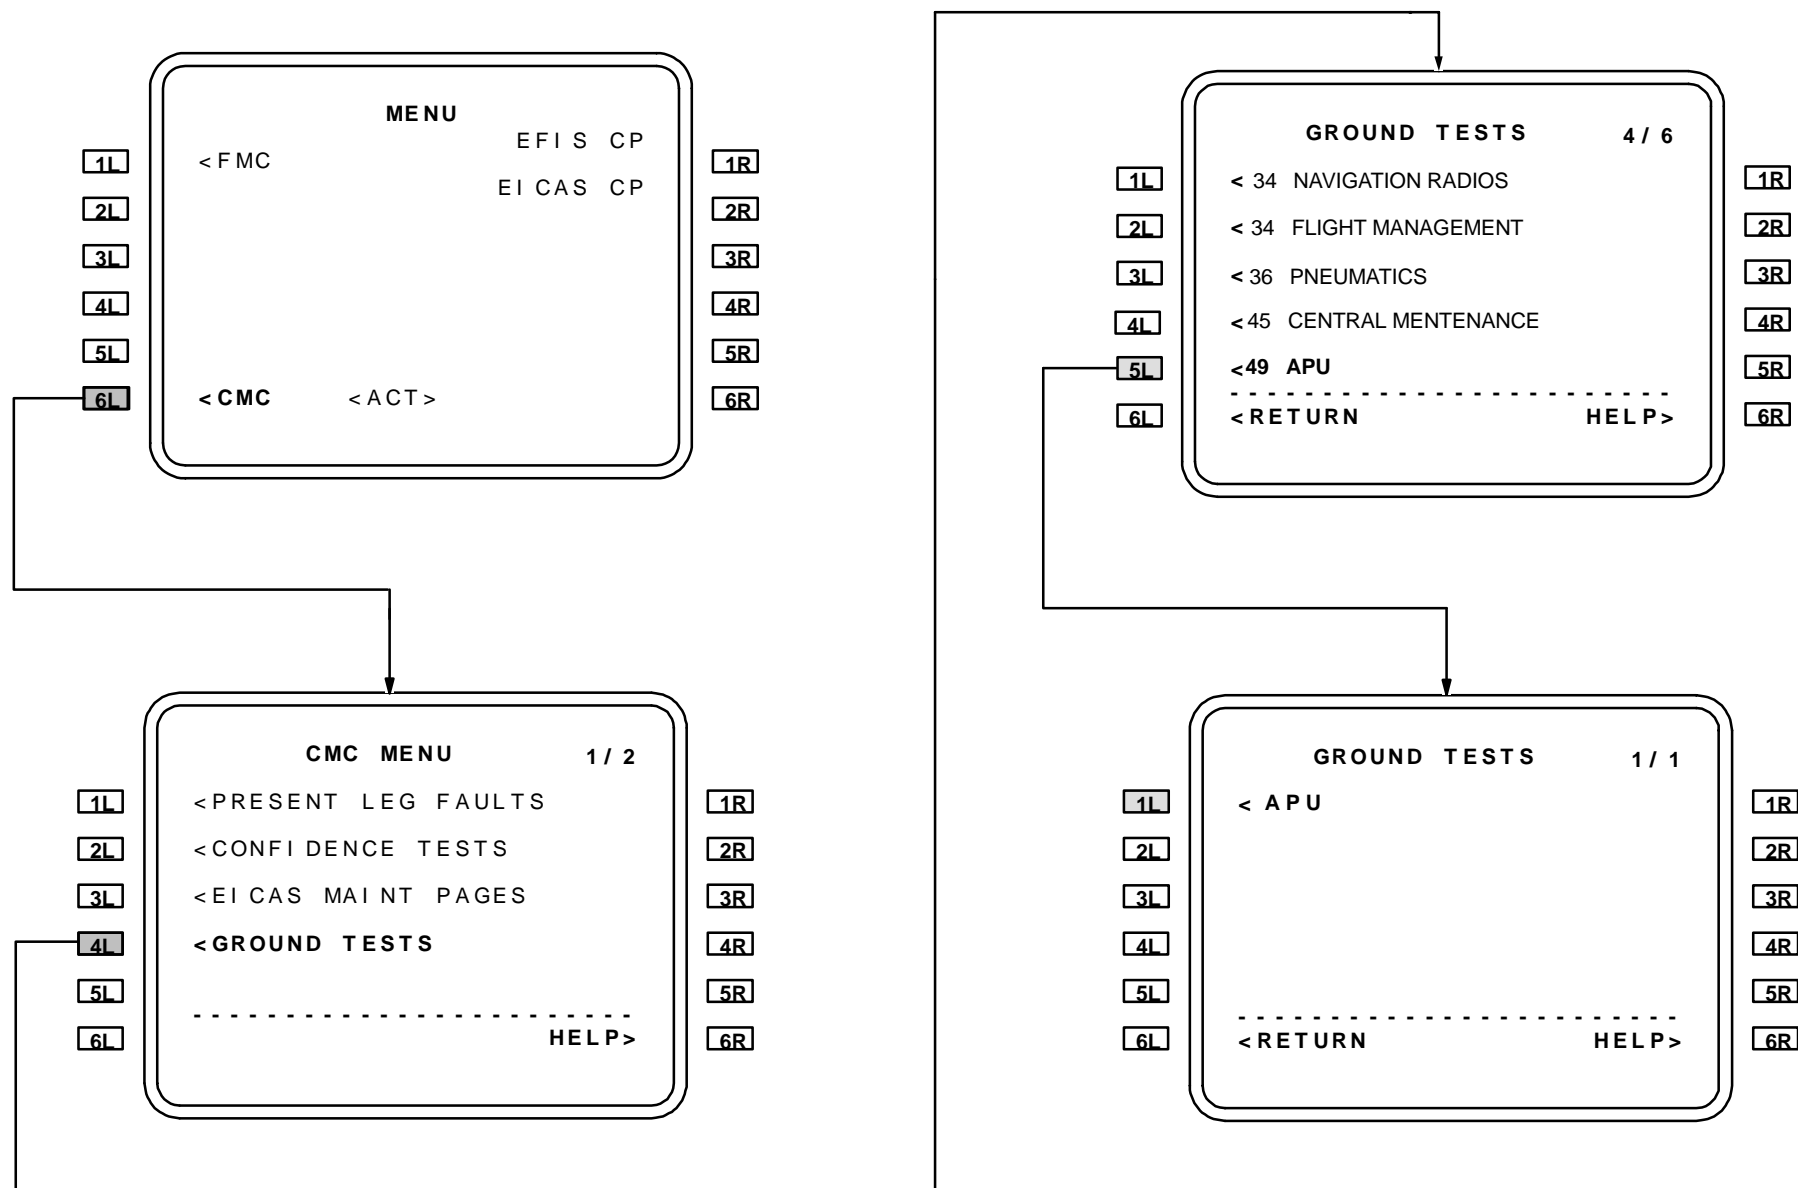 MENU
EFIS CP
1L <FMC 1R
EICAS CP
2L 2R
3L 3R
4L 4R
5L 5R
6L <CMC <ACT> 6R
CMC MENU 1/2
1L <PRESENT LEG FAULTS 1R
2L <CONFIDENCE TESTS 2R
3L <EICAS MAINT PAGES 3R
4L <GROUND TESTS 4R
5L 5R
------------------------
6L HELP> 6R
GROUND TESTS 4/6
1L < 34 NAVIGATION RADIOS 1R
2L < 34 FLIGHT MANAGEMENT 2R
3L < 36 PNEUMATICS 3R
4L < 45 CENTRAL MENTENANCE 4R
5L <49 APU 5R
------------------------
6L <RETURN HELP> 6R
GROUND TESTS 1/1
1L < APU 1R
2L 2R
3L 3R
4L 4R
5L 5R
------------------------
6L <RETURN HELP> 6R